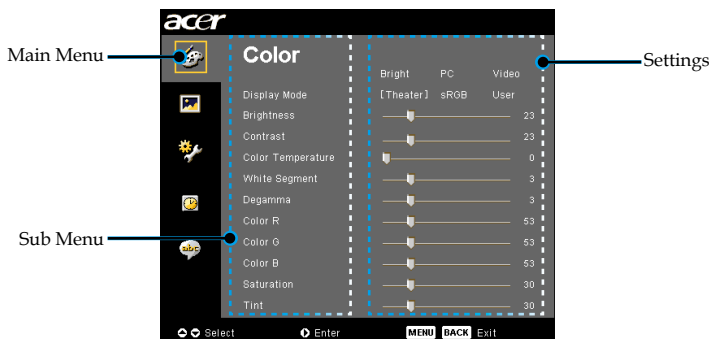 acer
Main Menu
Color
Settings
Bright PC Video
Display Mode [Theater] sRGB User
Brightness 23
Contrast 23
Color Temperature 0
White Segment 3
Degamma 3
Color R 53
Sub Menu
abc
Color G 53
Color B 53
Saturation 30
Tint 30
Select Enter MENU BACK Exit